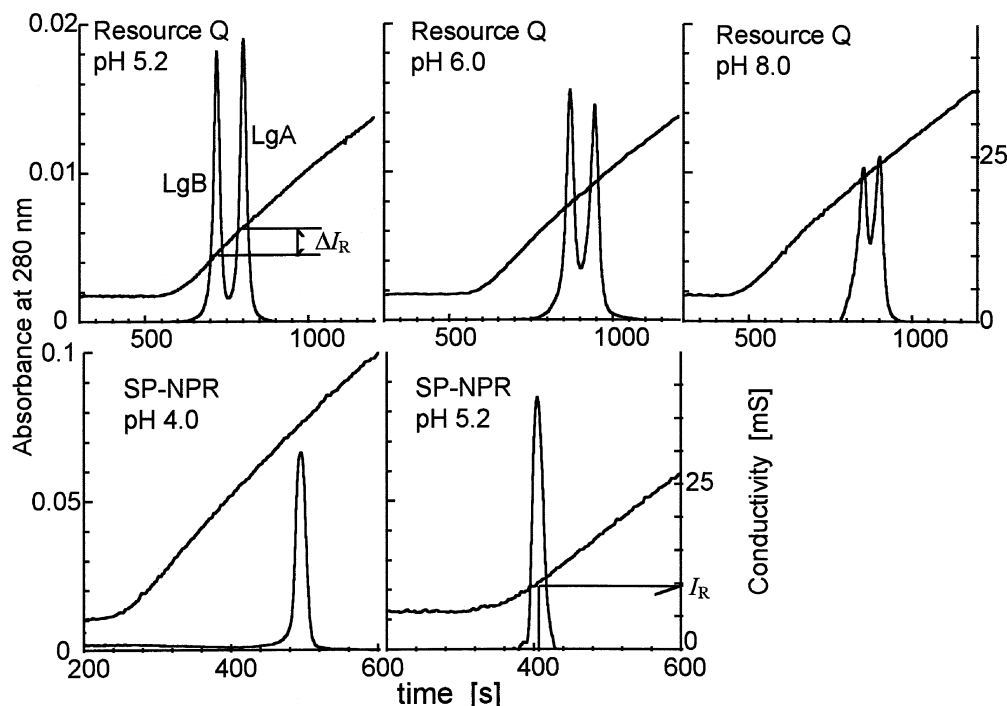 Absorbance at 280 nm
0.02
0.01
0
Resource Q
pH 5.2
LgB
LgA
ΔIR
500
1000
Resource Q
pH 6.0
500
1000
Resource Q
pH 8.0
25
0
500
1000
0.1
0.05
0
SP-NPR
pH 4.0
200
400
600
SP-NPR
pH 5.2
IR
25
0
400
600
Conductivity [mS]
time [s]